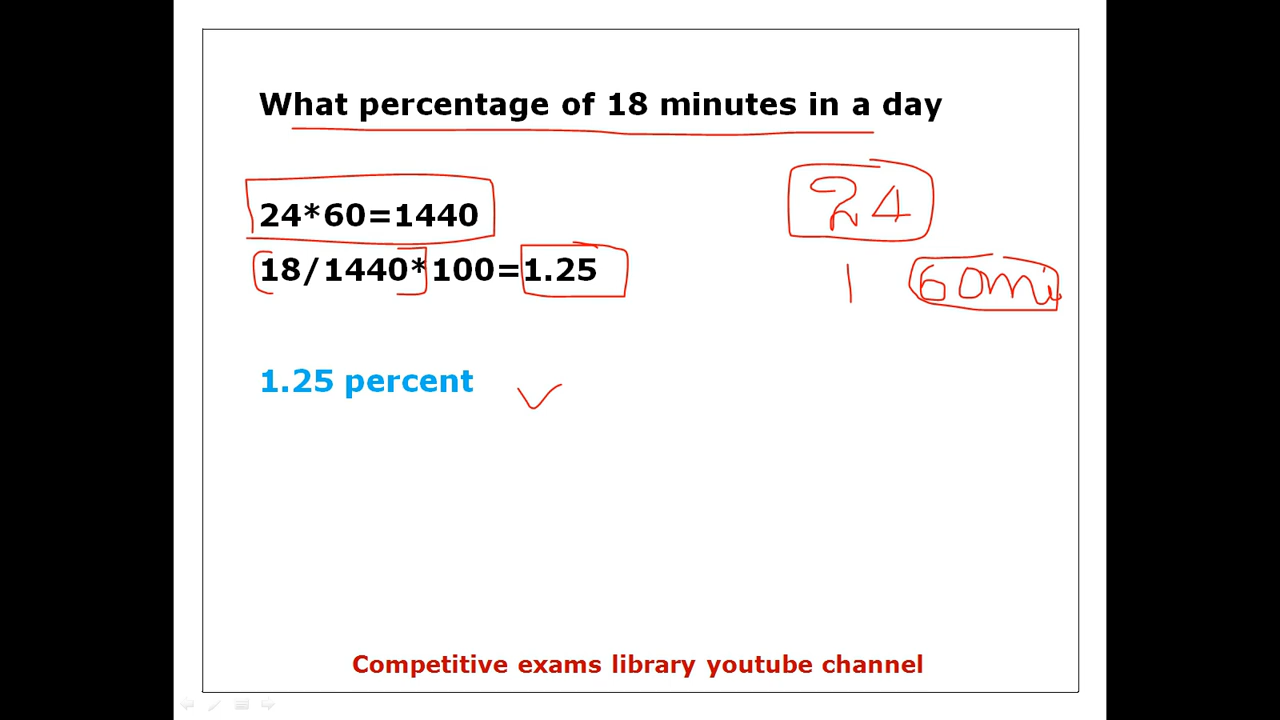 What percentage of 18 minutes in a day
24*60=1440
24
18/1440*100=1.25
1 60mi
1.25 percent
Competitive exams library youtube channel